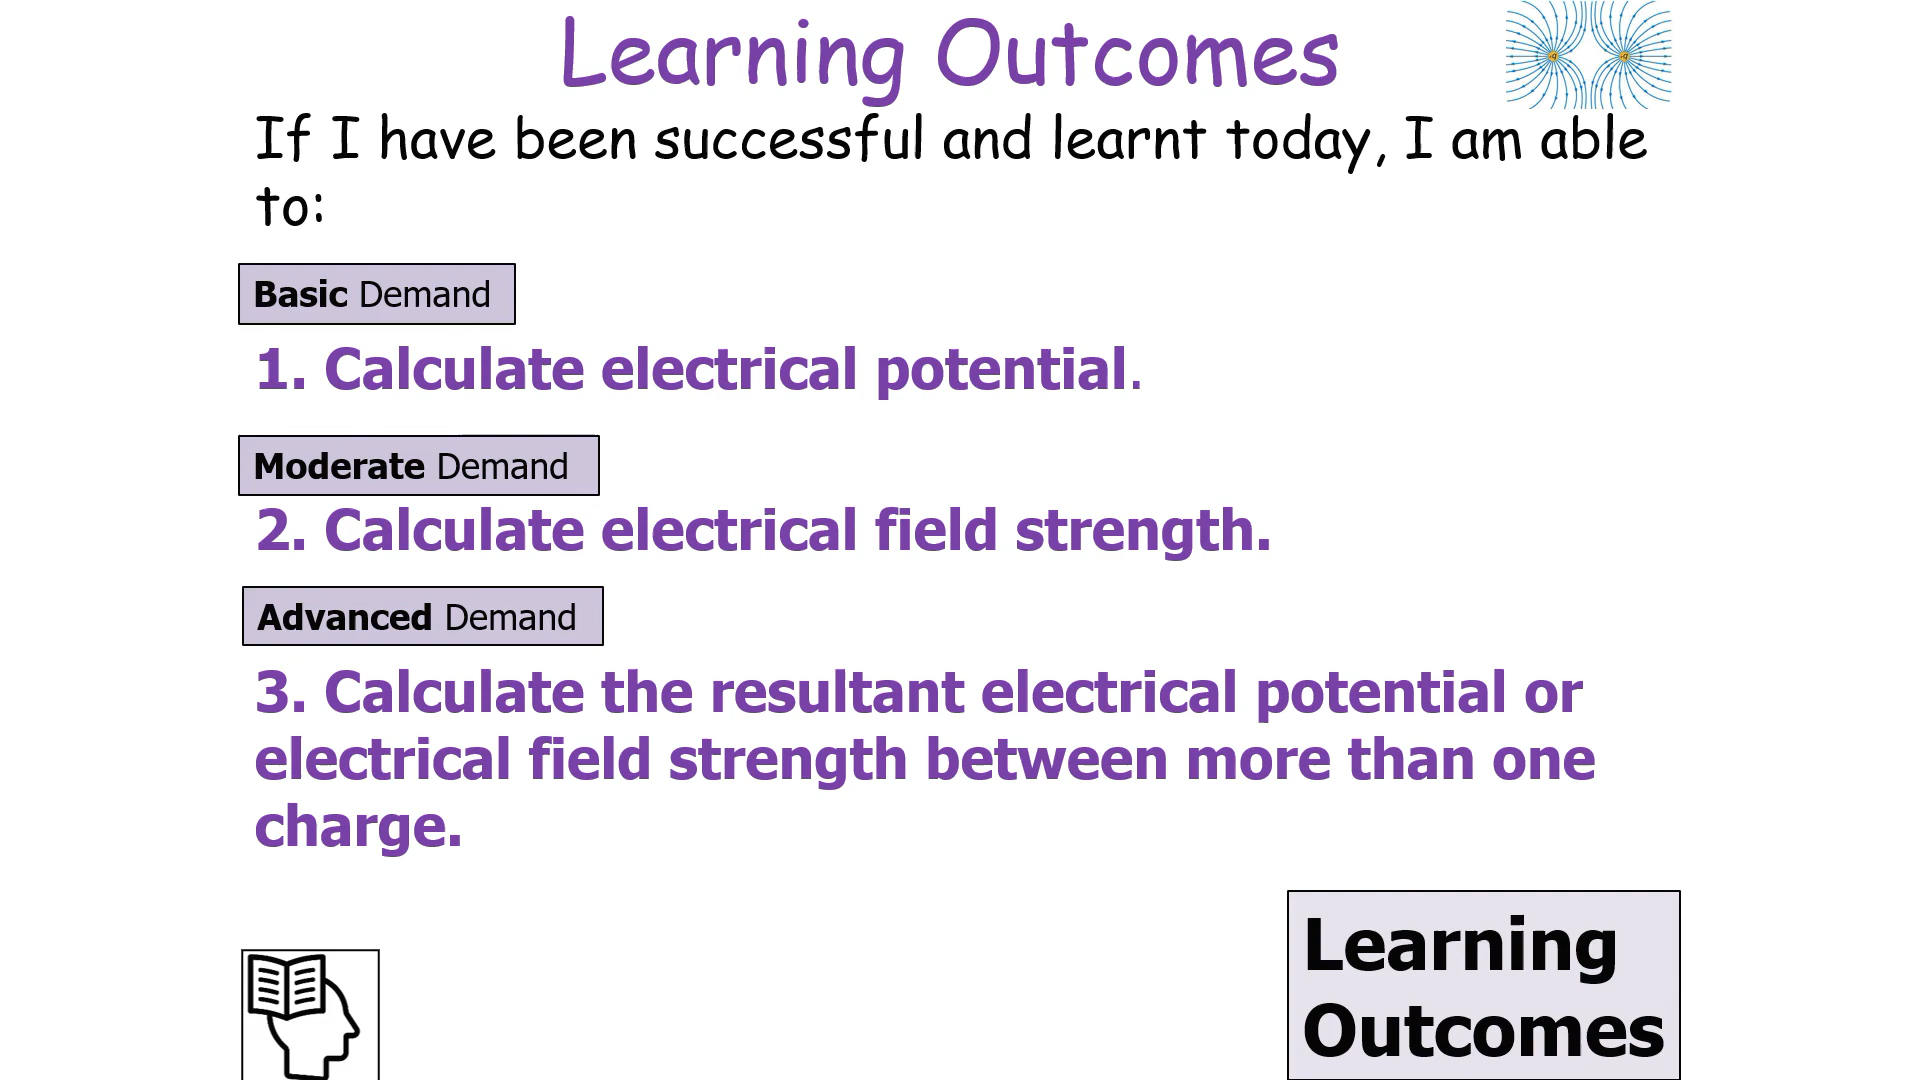 Learning Outcomes
If I have been successful and learnt today, I am able
to:
Basic Demand
1. Calculate electrical potential.
Moderate Demand
2. Calculate electrical field strength.
Advanced Demand
3. Calculate the resultant electrical potential or
electrical field strength between more than one
charge.
Learning
Outcomes